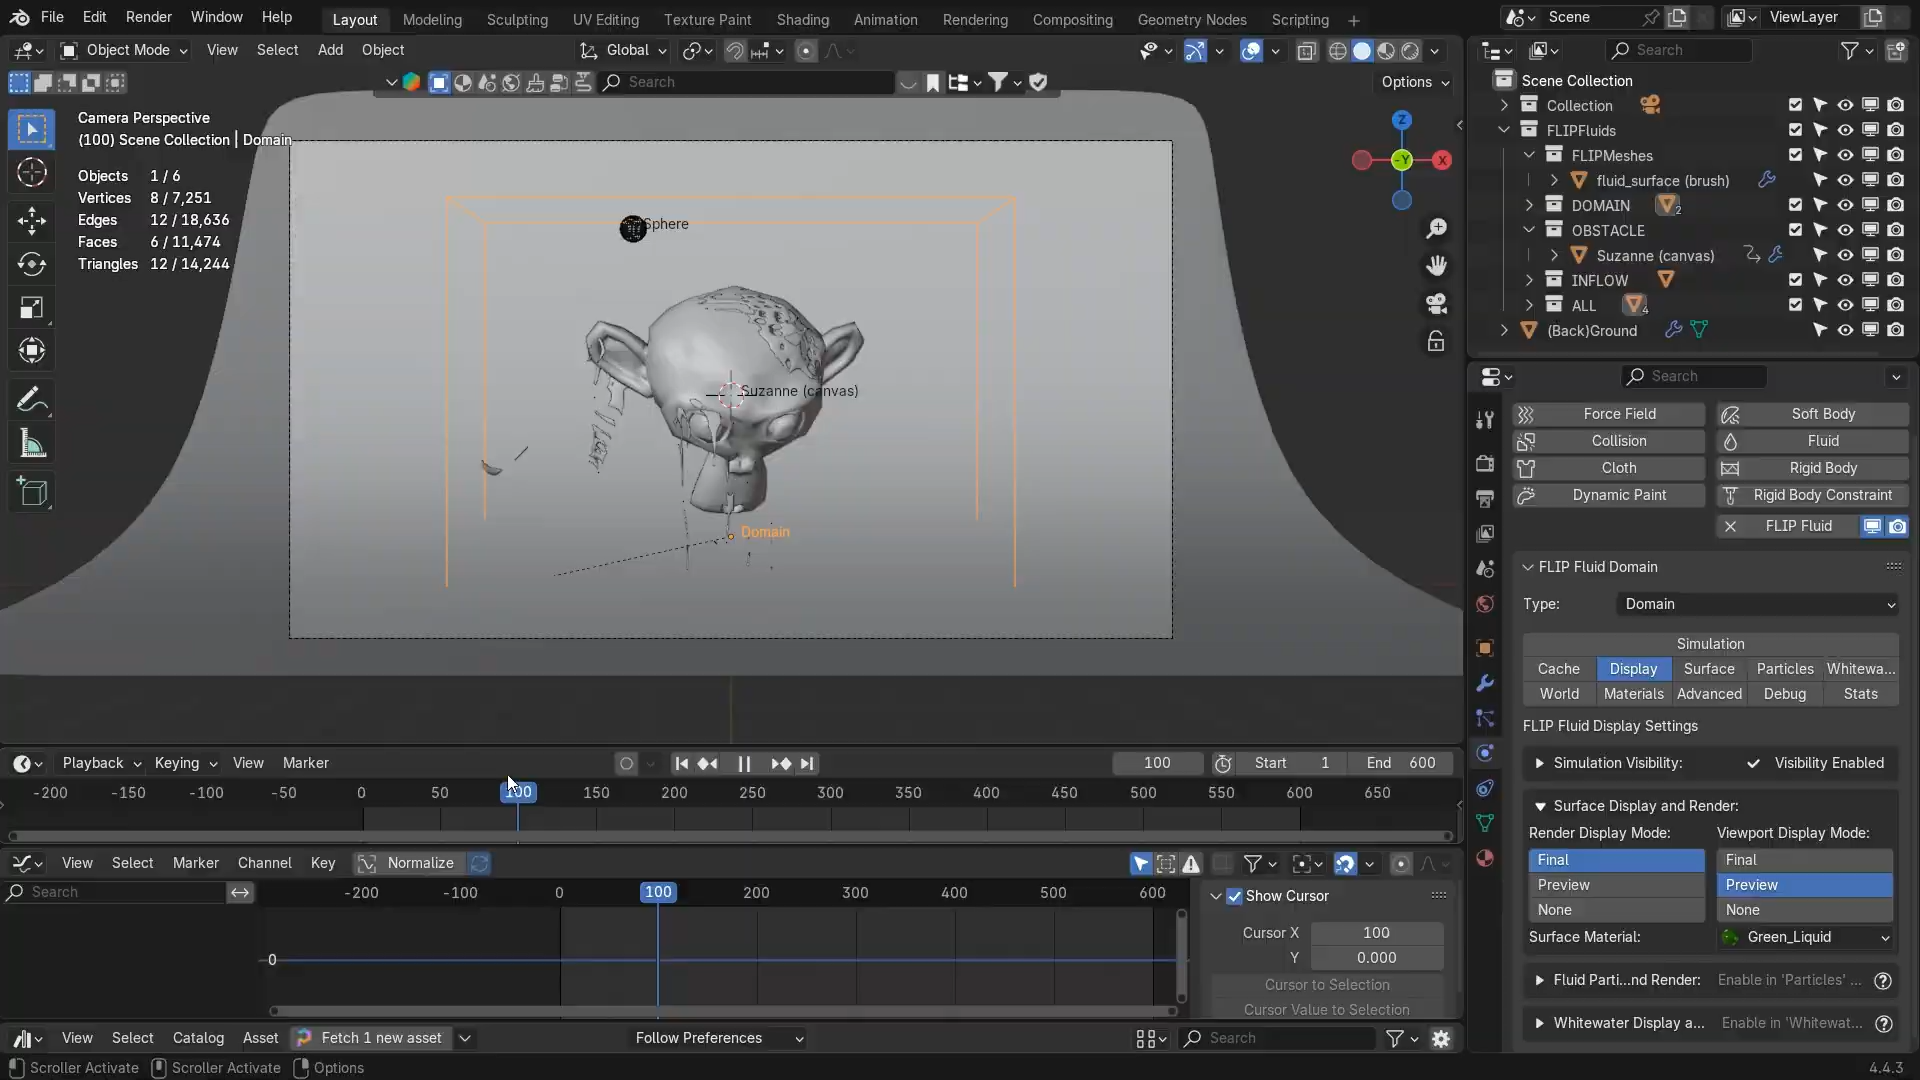 File Edit Render Window Help Layout Modeling Sculpting UV Editing Texture Paint Shading Animation Rendering Compositing Geometry Nodes Scripting + Scene ViewLayer
Object Mode View Select Add Object Global Search
Search Options
Camera Perspective
(100) Scene Collection | Domain
Objects 1 / 6
Vertices 8 / 7,251
Edges 12 / 18,636
Faces 6 / 11,474
Triangles 12 / 14,244
Z
-Y X
Sphere
Suzanne (canvas)
Domain
Scene Collection
Collection
FLIPFluids
FLIPMeshes
fluid_surface (brush)
DOMAIN 2
OBSTACLE
Suzanne (canvas)
INFLOW
ALL 4
(Back)Ground
Search
Force Field Soft Body
Collision Fluid
Cloth Rigid Body
Dynamic Paint Rigid Body Constraint
FLIP Fluid
FLIP Fluid Domain
Type: Domain
Simulation
Cache Display Surface Particles Whitewa...
World Materials Advanced Debug Stats
FLIP Fluid Display Settings
Simulation Visibility: Visibility Enabled
Surface Display and Render:
Render Display Mode: Viewport Display Mode:
Final Final
Preview Preview
None None
Surface Material: Green_Liquid
Fluid Parti...nd Render: Enable in 'Particles' ...
Whitewater Display a... Enable in 'Whitewat...
Playback Keying View Marker 100 Start 1 End 600
-200 -150 -100 -50 0 50 100 150 200 250 300 350 400 450 500 550 600 650
View Select Marker Channel Key Normalize
Search -200 -100 0 100 200 300 400 500 600
0
Show Cursor
Cursor X 100
Y 0.000
Cursor to Selection
Cursor Value to Selection
View Select Catalog Asset Fetch 1 new asset Follow Preferences Search
Scroller Activate Scroller Activate Options 4.4.3